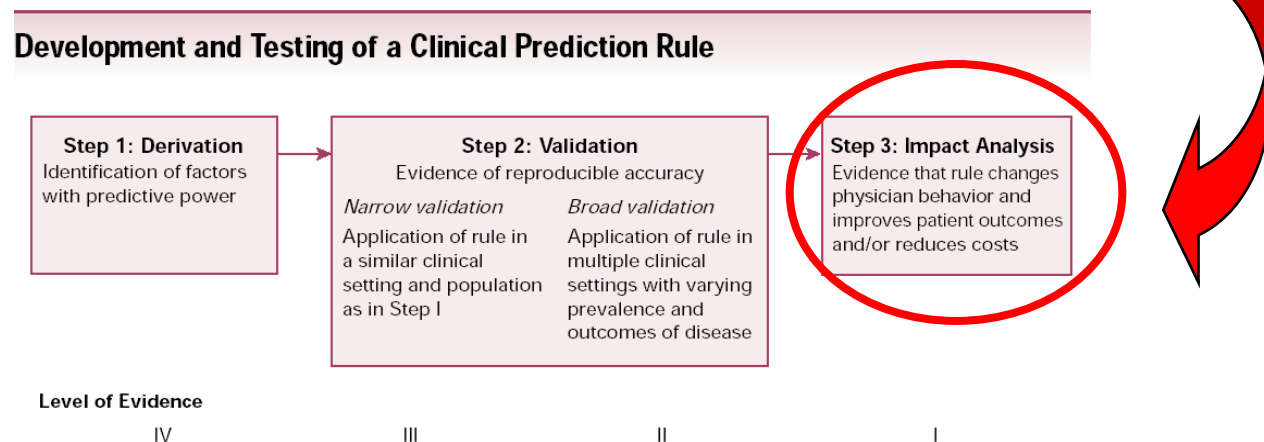 Development and Testing of a Clinical Prediction Rule
Step 1: Derivation
Identification of factors
with predictive power
Step 2: Validation
Evidence of reproducible accuracy
Narrow validation
Application of rule in
a similar clinical
setting and population
as in Step I
Broad validation
Application of rule in
multiple clinical
settings with varying
prevalence and
outcomes of disease
Step 3: Impact Analysis
Evidence that rule changes
physician behavior and
improves patient outcomes
and/or reduces costs
Level of Evidence
IV III II I